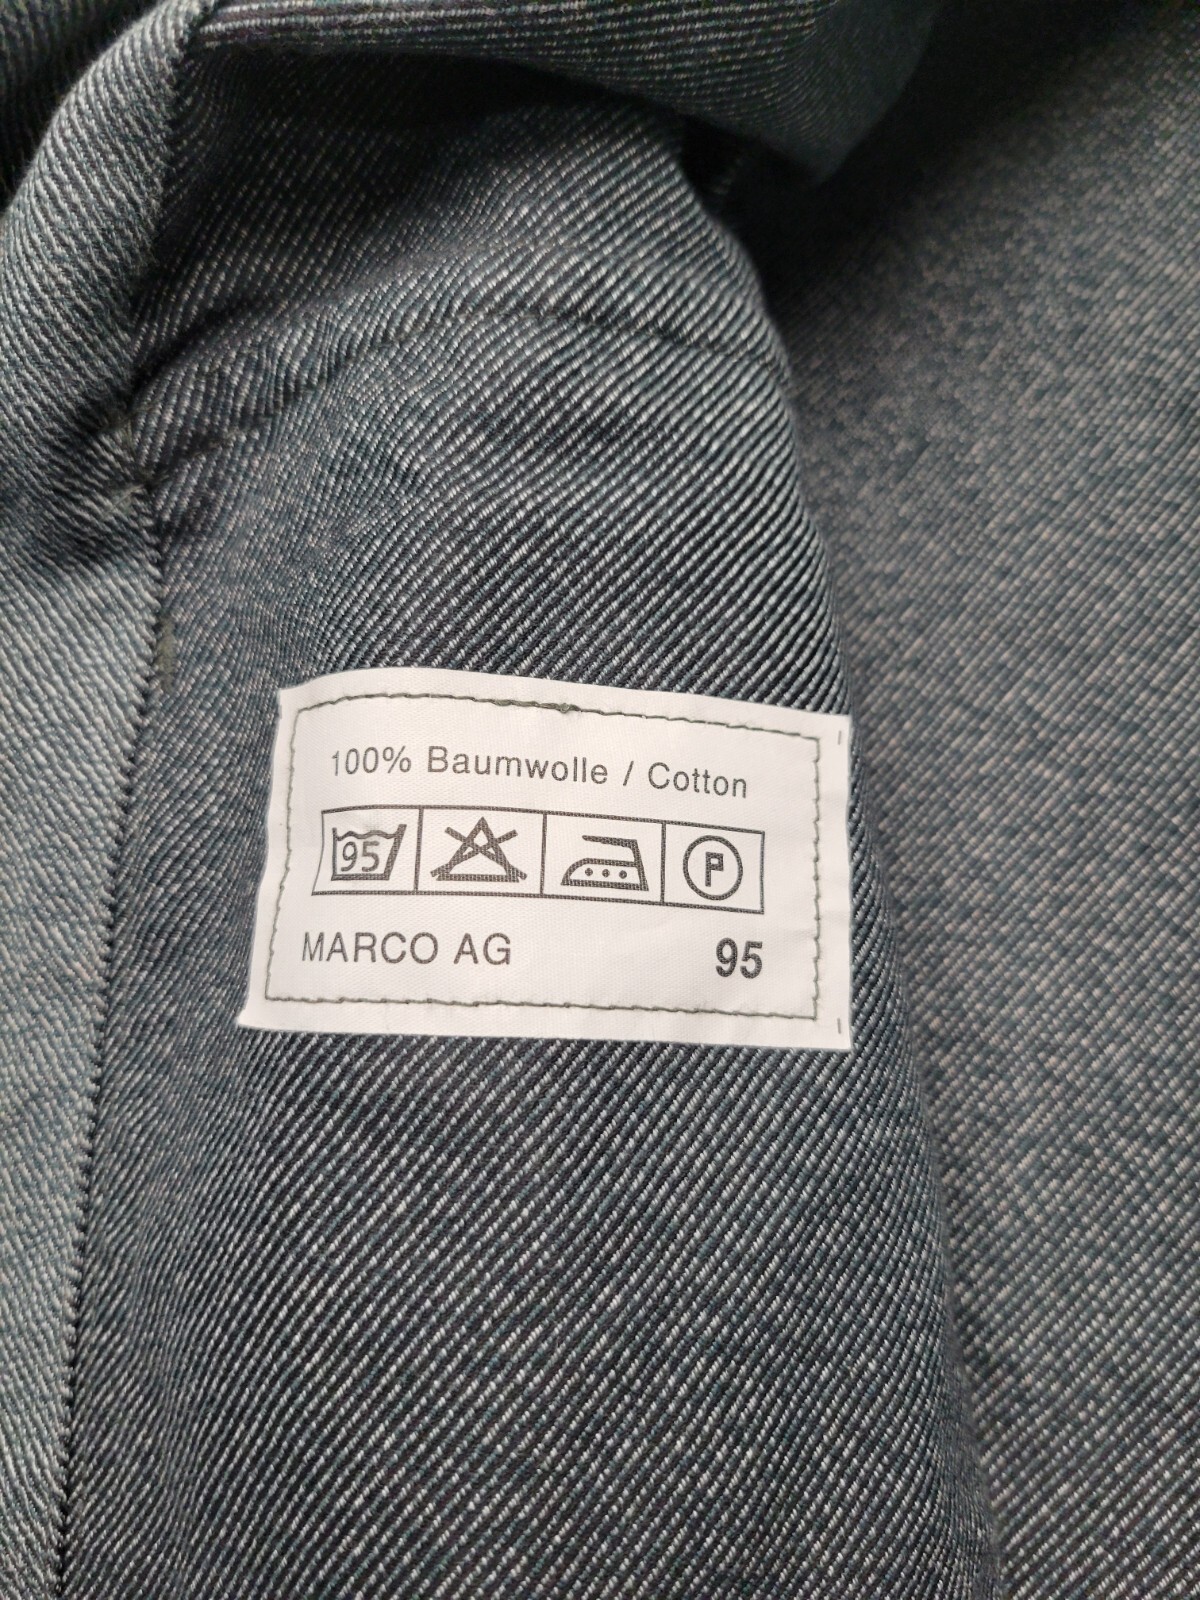 100% Baumwolle / Cotton
95 P
MARCO AG 95